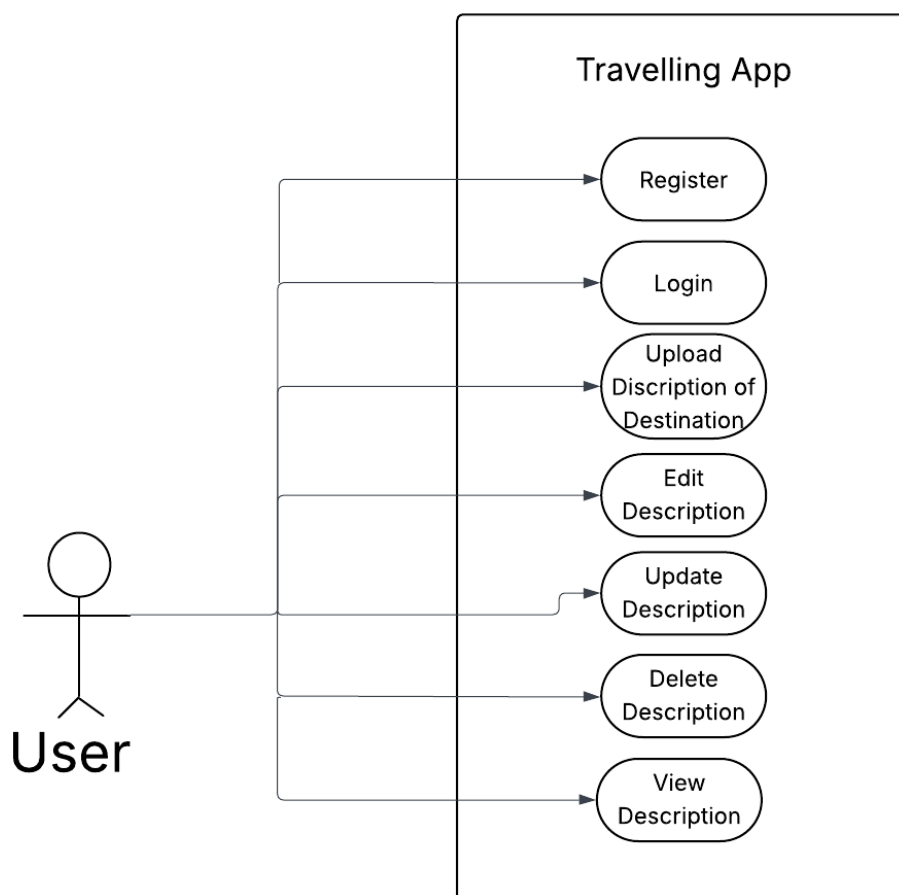 Travelling App
Register
Login
Upload
Discription of
Destination
Edit
Description
Update
Description
Delete
Description
View
Description
User